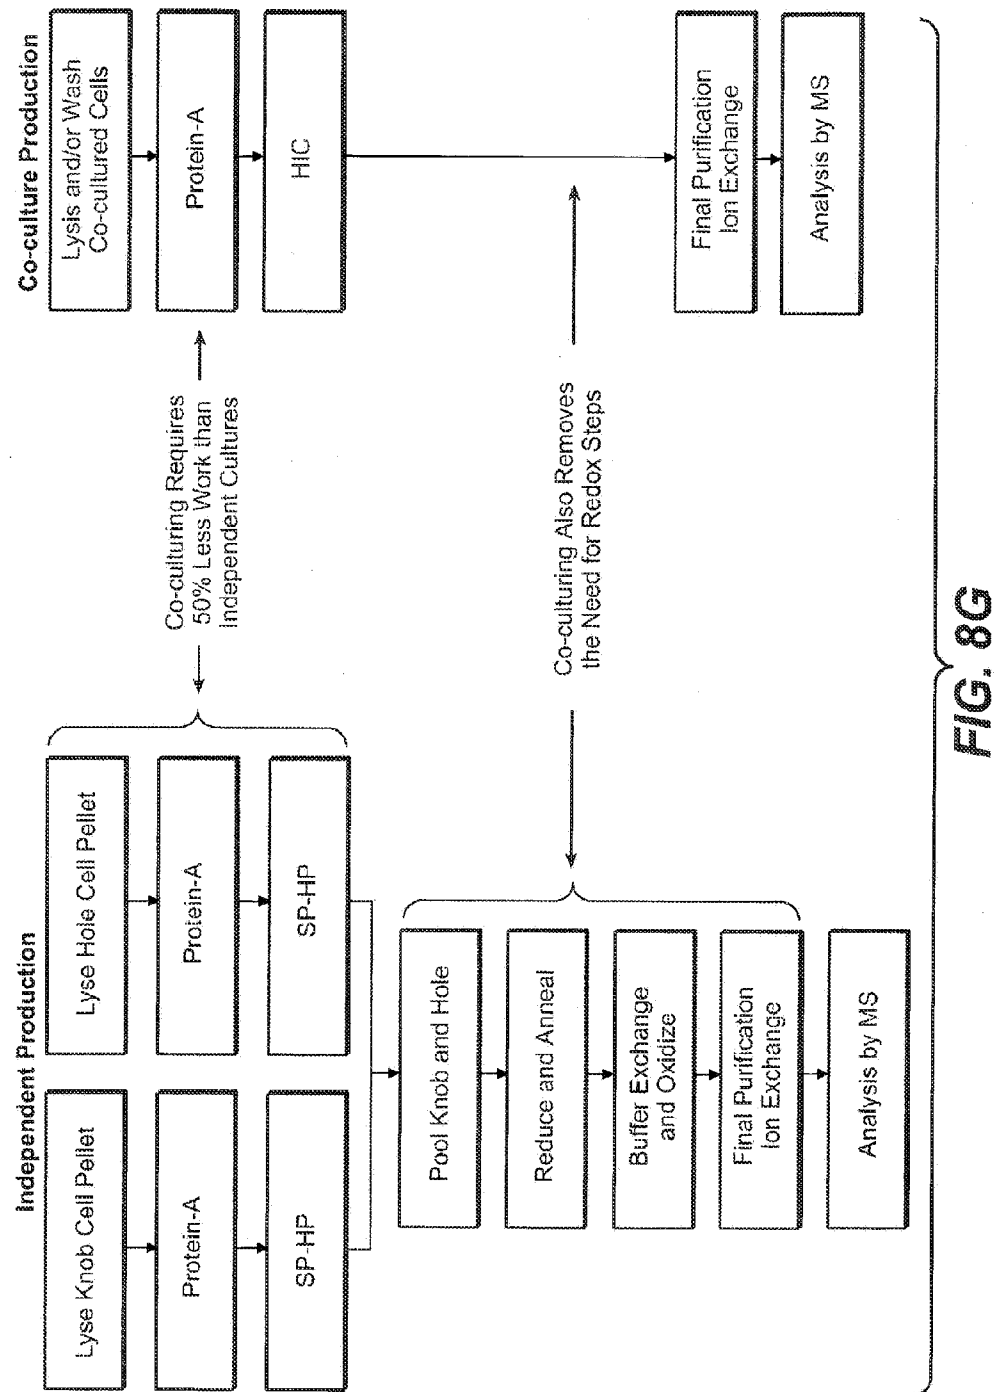 Independent Production
Lyse Knob Cell Pellet
Protein-A
SP-HP
Lyse Hole Cell Pellet
Protein-A
SP-HP
Pool Knob and Hole
Reduce and Anneal
Buffer Exchange
and Oxidize
Final Purification
Ion Exchange
Analysis by MS
Co-culturing Requires
50% Less Work than
Independent Cultures
Co-culturing Also Removes
the Need for Redox Steps
Co-culture Production
Lysis and/or Wash
Co-cultured Cells
Protein-A
HIC
Final Purification
Ion Exchange
Analysis by MS
FIG. 8G